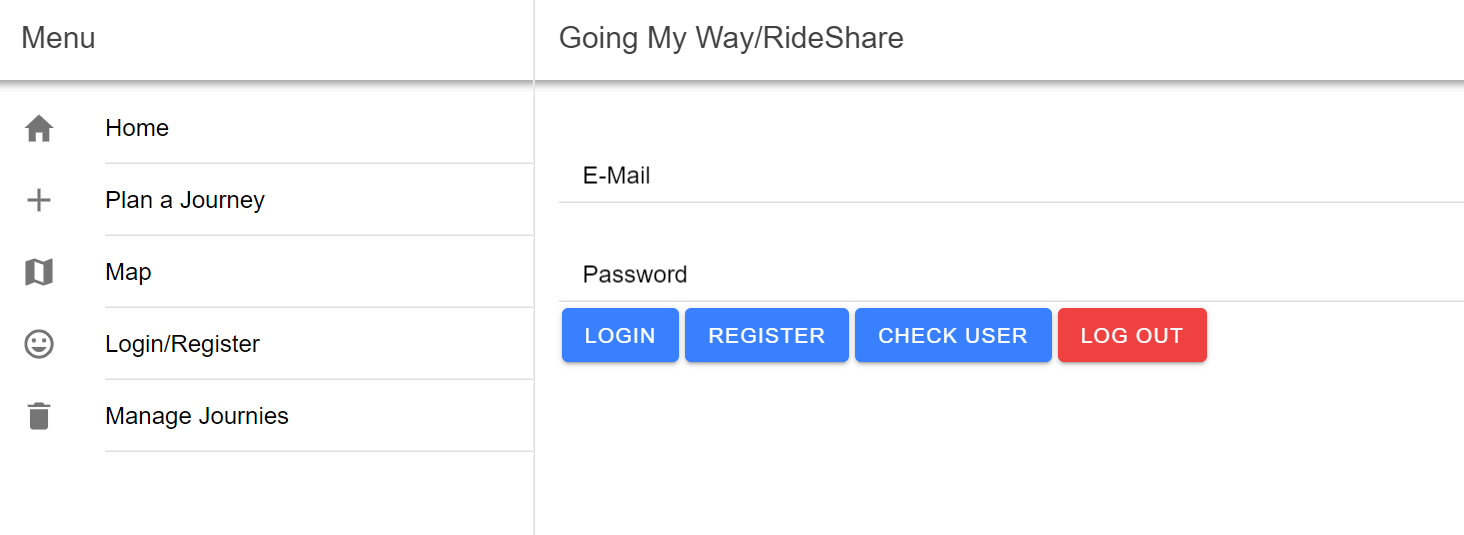 Menu
Going My Way/RideShare
Home
Plan a Journey
Map
Login/Register
Manage Journies
E-Mail
Password
LOGIN REGISTER CHECK USER LOG OUT